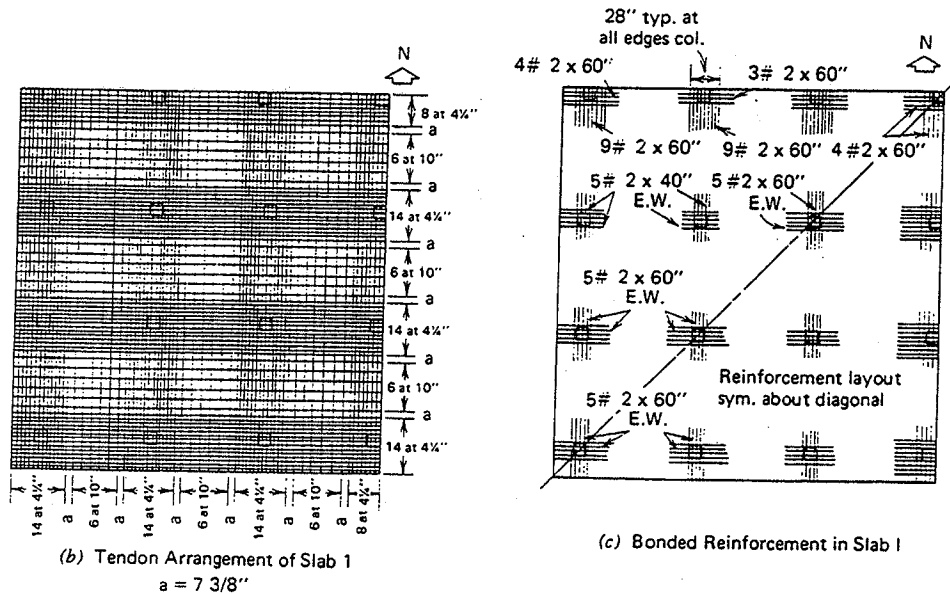 N
8 at 4¼"
a
6 at 10"
a
14 at 4¼"
a
6 at 10"
a
14 at 4¼"
a
6 at 10"
a
14 at 4¼"
14 at 4¼"
a
6 at 10"
a
14 at 4¼"
a
6 at 10"
a
14 at 4¼"
a
6 at 10"
a
8 at 4¼"
(b) Tendon Arrangement of Slab 1
a = 7 3/8"
28" typ. at
all edges col.
N
4# 2 x 60"
3# 2 x 60"
9# 2 x 60"
9# 2 x 60"
4 #2 x 60"
5# 2 x 40"
E.W.
5 #2 x 60"
E.W.
5# 2 x 60"
E.W.
Reinforcement layout
sym. about diagonal
5# 2 x 60"
E.W.
(c) Bonded Reinforcement in Slab I